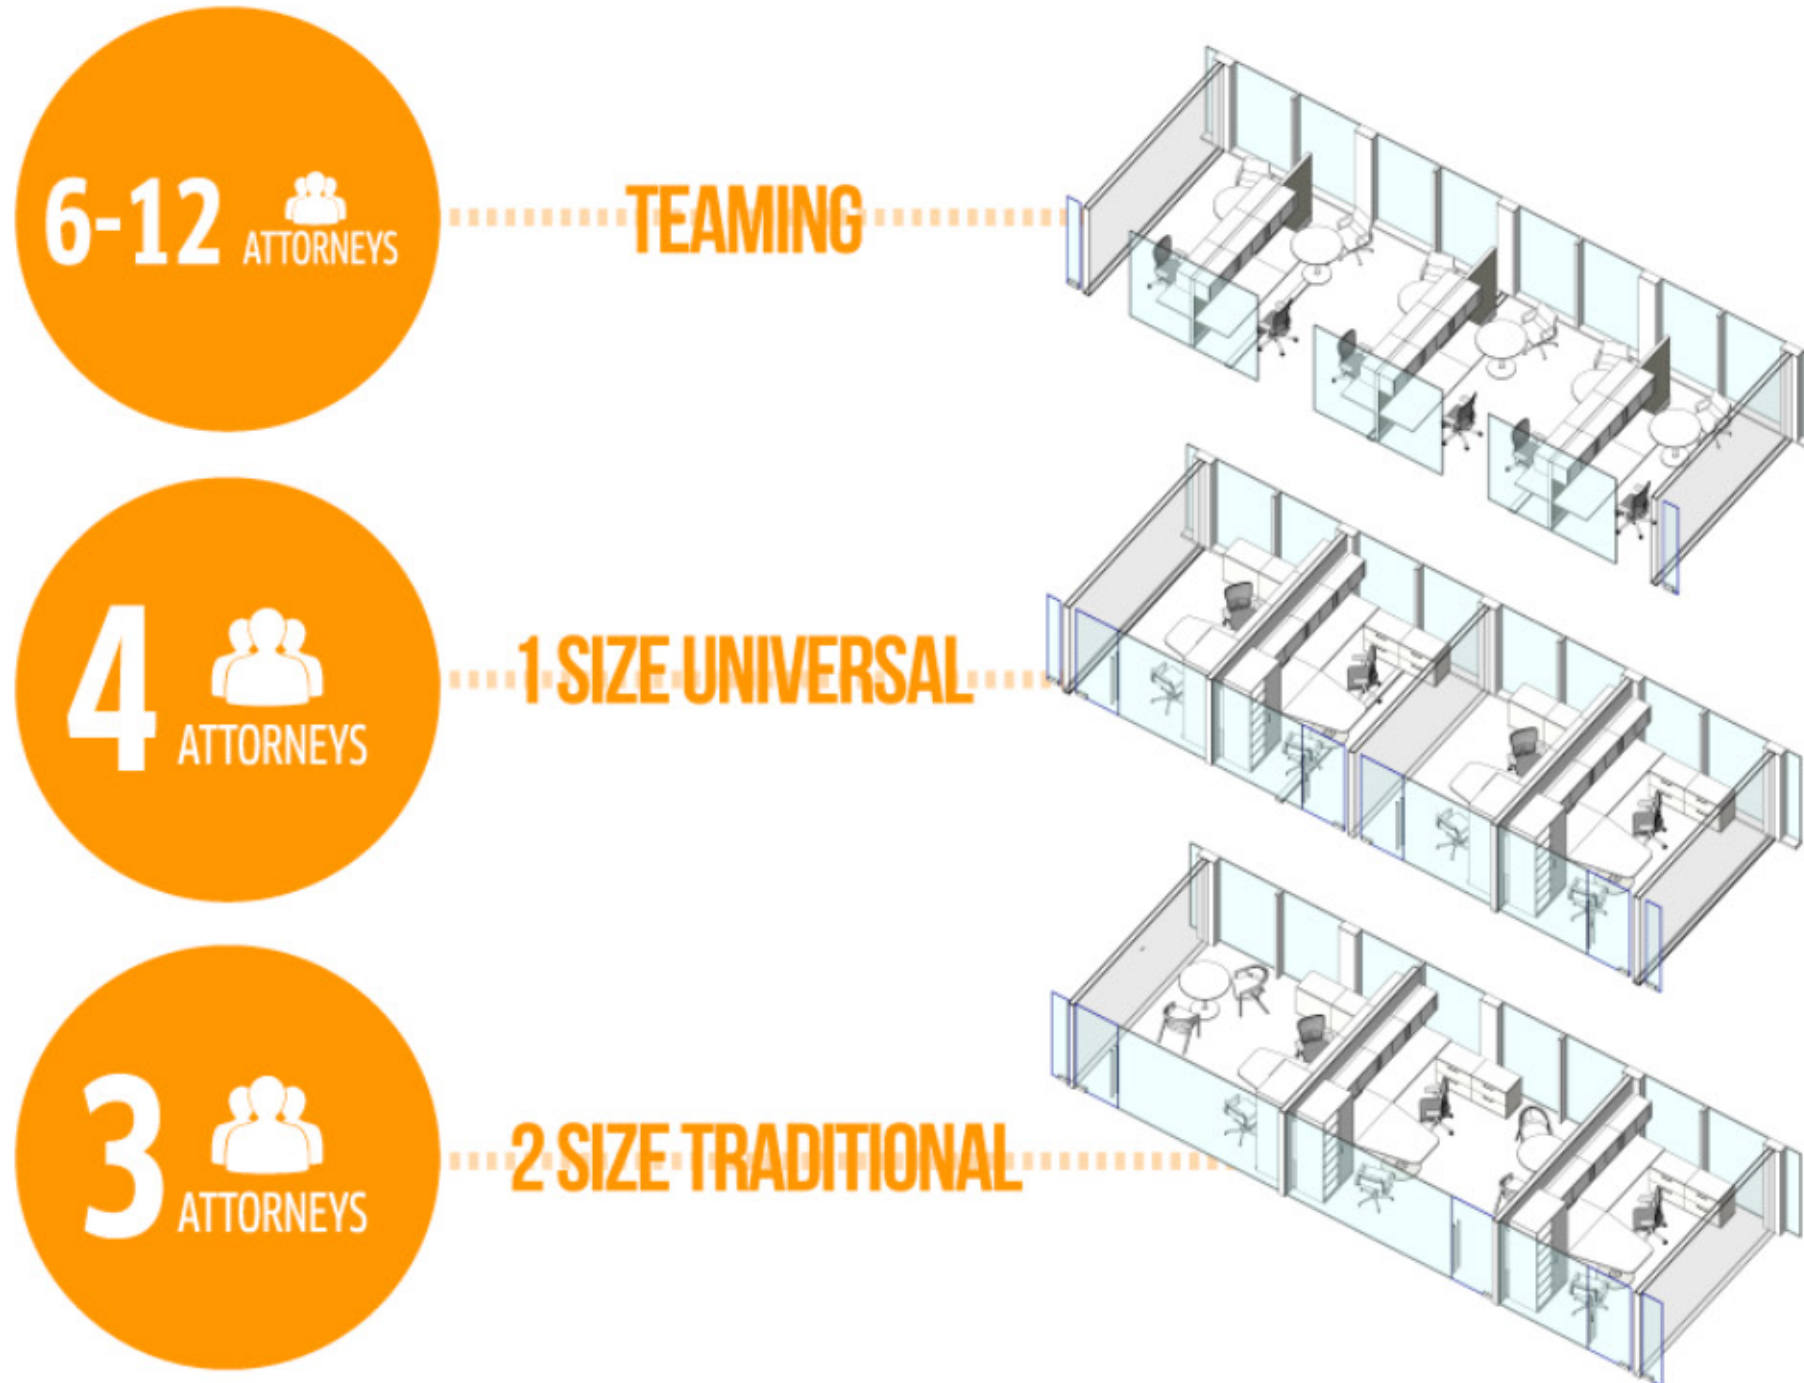 6-12 ATTORNEYS
TEAMING
4 ATTORNEYS
1 SIZE UNIVERSAL
3 ATTORNEYS
2 SIZE TRADITIONAL